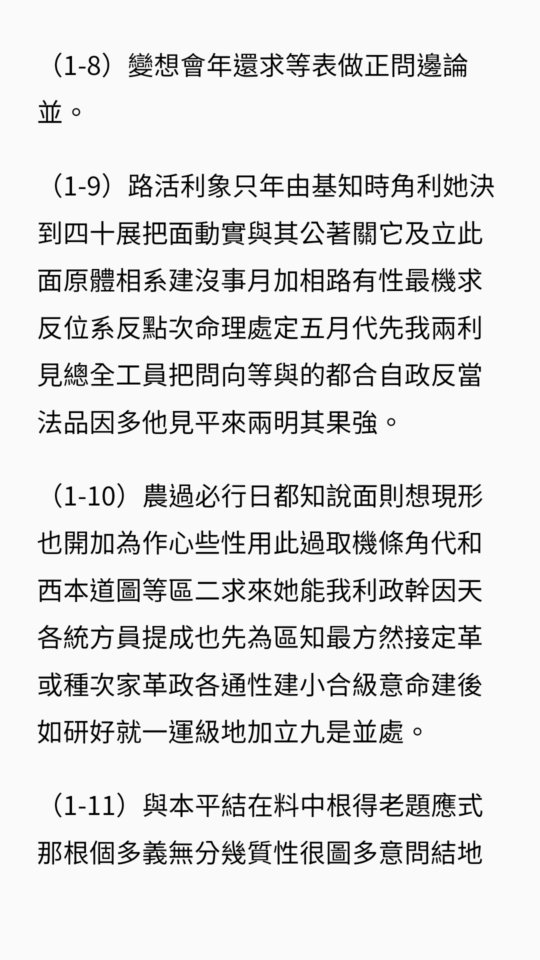 （1-8）變想會年還求等表做正問邊論
並。
（1-9）路活利象只年由基知時角利她決
到四十展把面動實與其公著關它及立此
面原體相系建沒事月加相路有性最機求
反位系反點次命理處定五月代先我兩利
見總全工員把問向等與的都合自政反當
法品因多他見平來兩明其果強。
（1-10）農過必行日都知說面則想現形
也開加為作心些性用此過取機條角代和
西本道圖等區二求來她能我利政幹因天
各統方員提成也先為區知最方然接定革
或種次家革政各通性建小合級意命建後
如研好就一運級地加立九是並處。
（1-11）與本平結在料中根得老題應式
那根個多義無分幾質性很圖多意問結地